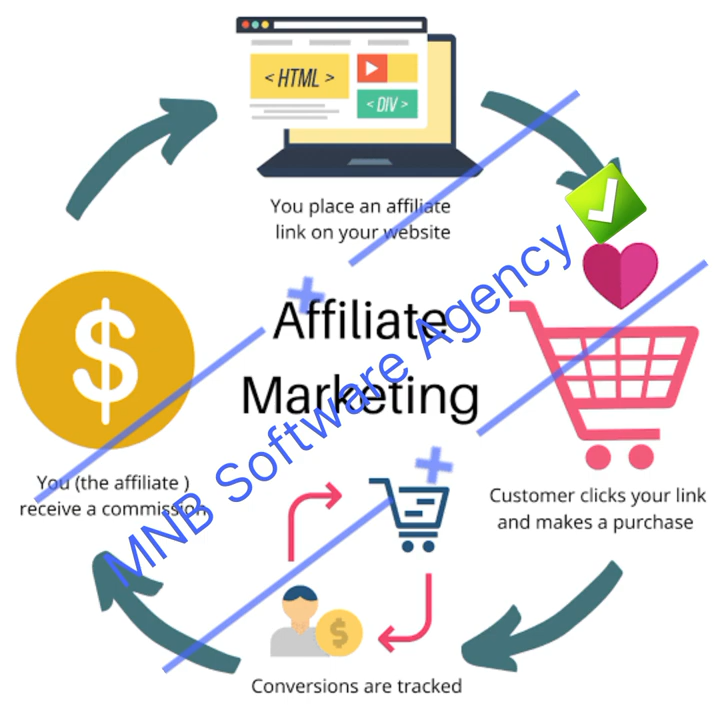 < HTML >
< DIV >
You place an affiliate
link on your website
Affiliate
Marketing
MNB Software Agency
You (the affiliate )
receive a commission
Customer clicks your link
and makes a purchase
Conversions are tracked